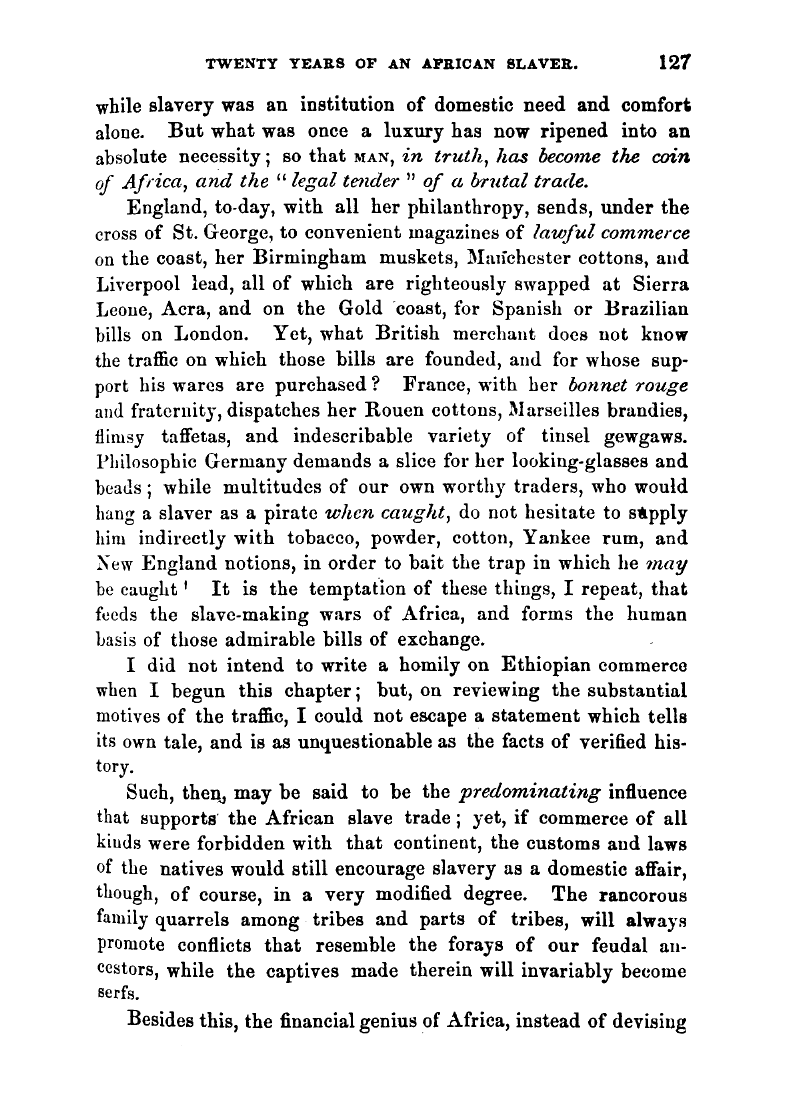 TWENTY YEARS OF AN AFRICAN SLAVER. 127
while slavery was an institution of domestic need and comfort
alone. But what was once a luxury has now ripened into an
absolute necessity; so that MAN, in truth, has become the coin
of Africa, and the "legal tender" of a brutal trade.
England, to-day, with all her philanthropy, sends, under the
cross of St. George, to convenient magazines of lawful commerce
on the coast, her Birmingham muskets, Manchester cottons, and
Liverpool lead, all of which are righteously swapped at Sierra
Leone, Acra, and on the Gold coast, for Spanish or Brazilian
bills on London. Yet, what British merchant does not know
the traffic on which those bills are founded, and for whose sup-
port his wares are purchased? France, with her bonnet rouge
and fraternity, dispatches her Rouen cottons, Marseilles brandies,
flimsy taffetas, and indescribable variety of tinsel gewgaws.
Philosophic Germany demands a slice for her looking-glasses and
beads; while multitudes of our own worthy traders, who would
hang a slaver as a pirate when caught, do not hesitate to supply
him indirectly with tobacco, powder, cotton, Yankee rum, and
New England notions, in order to bait the trap in which he may
be caught! It is the temptation of these things, I repeat, that
feeds the slave-making wars of Africa, and forms the human
basis of those admirable bills of exchange.
I did not intend to write a homily on Ethiopian commerce
when I begun this chapter; but, on reviewing the substantial
motives of the traffic, I could not escape a statement which tells
its own tale, and is as unquestionable as the facts of verified his-
tory.
Such, then, may be said to be the predominating influence
that supports the African slave trade; yet, if commerce of all
kinds were forbidden with that continent, the customs and laws
of the natives would still encourage slavery as a domestic affair,
though, of course, in a very modified degree. The rancorous
family quarrels among tribes and parts of tribes, will always
promote conflicts that resemble the forays of our feudal an-
cestors, while the captives made therein will invariably become
serfs.
Besides this, the financial genius of Africa, instead of devising